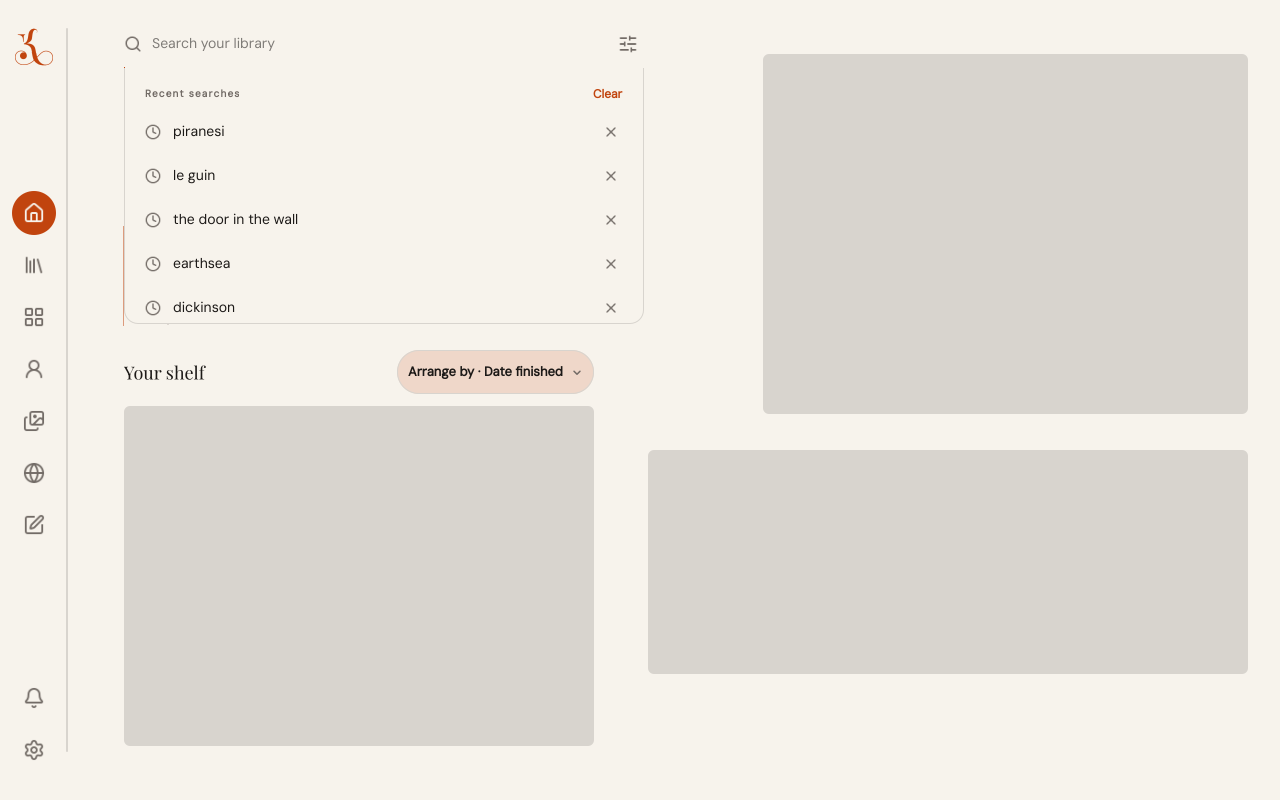 Search your library
Recent searches
Clear
piranesi
le guin
the door in the wall
earthsea
dickinson
Your shelf
Arrange by · Date finished